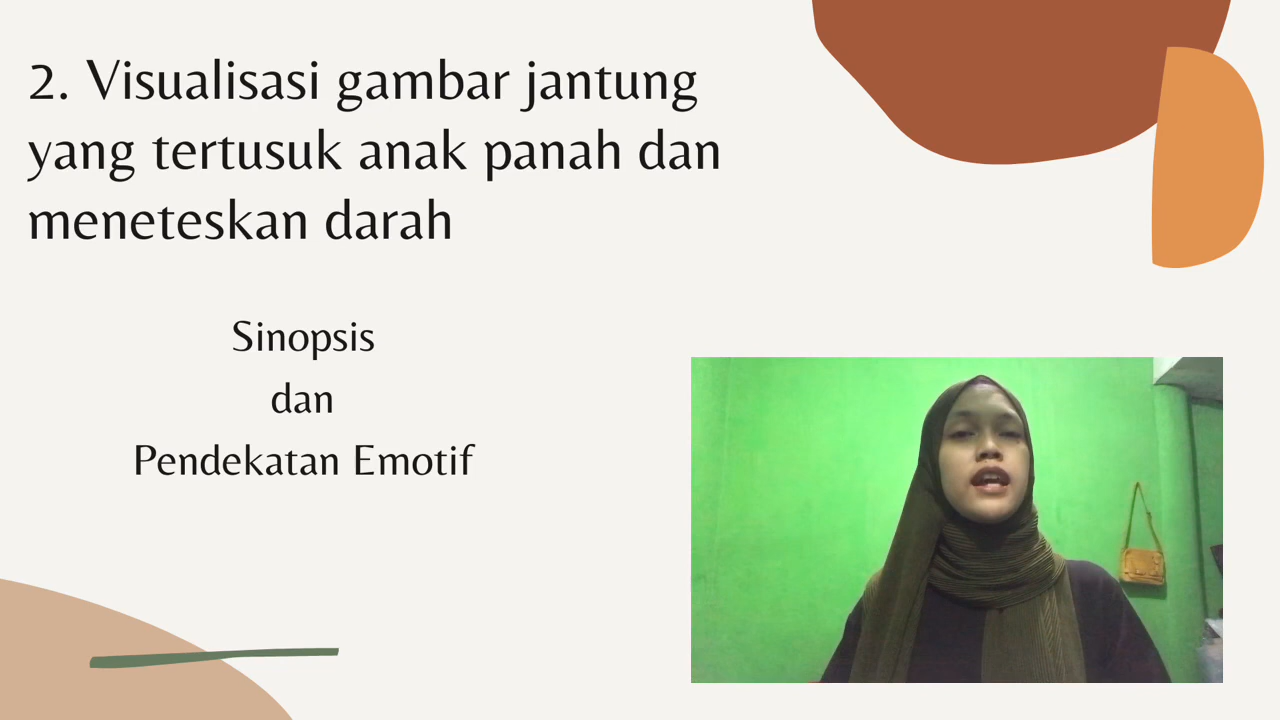 2. Visualisasi gambar jantung
yang tertusuk anak panah dan
meneteskan darah
Sinopsis
dan
Pendekatan Emotif